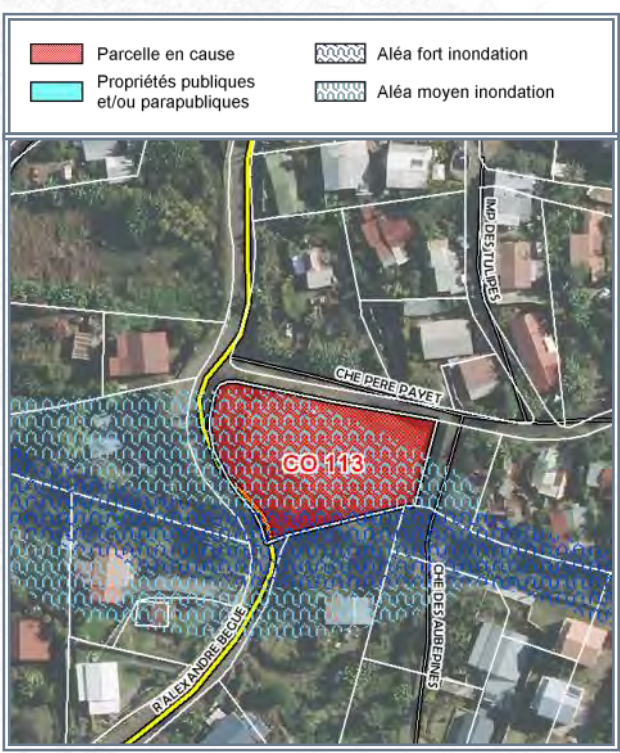 Parcelle en cause
Propriétés publiques
et/ou parapubliques
Aléa fort inondation
Aléa moyen inondation
IMP DES TULIPES
CHE PERE PAYET
CO 113
CHE DES AUBEPINES
R ALEXANDRE BEGUE